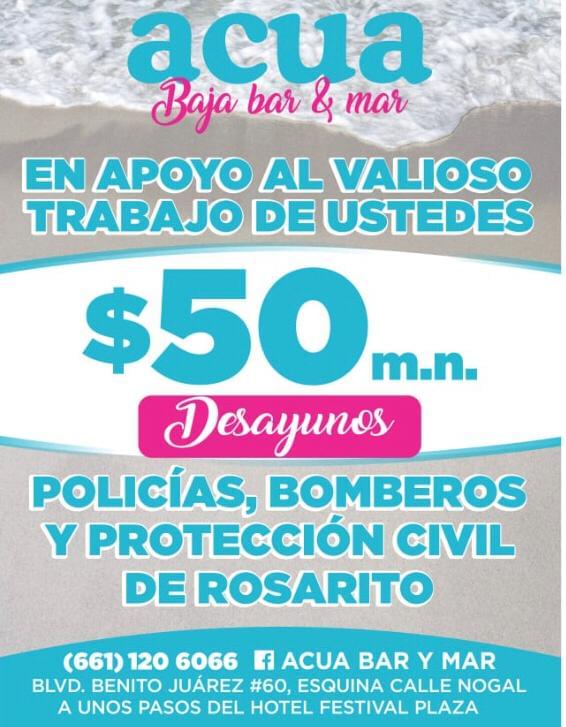 acua
Baja bar & mar
EN APOYO AL VALIOSO
TRABAJO DE USTEDES
$50 m.n.
Desayunos
POLICÍAS, BOMBEROS
Y PROTECCIÓN CIVIL
DE ROSARITO
(661) 120 6066 ACUA BAR Y MAR
BLVD. BENITO JUÁREZ #60, ESQUINA CALLE NOGAL
A UNOS PASOS DEL HOTEL FESTIVAL PLAZA